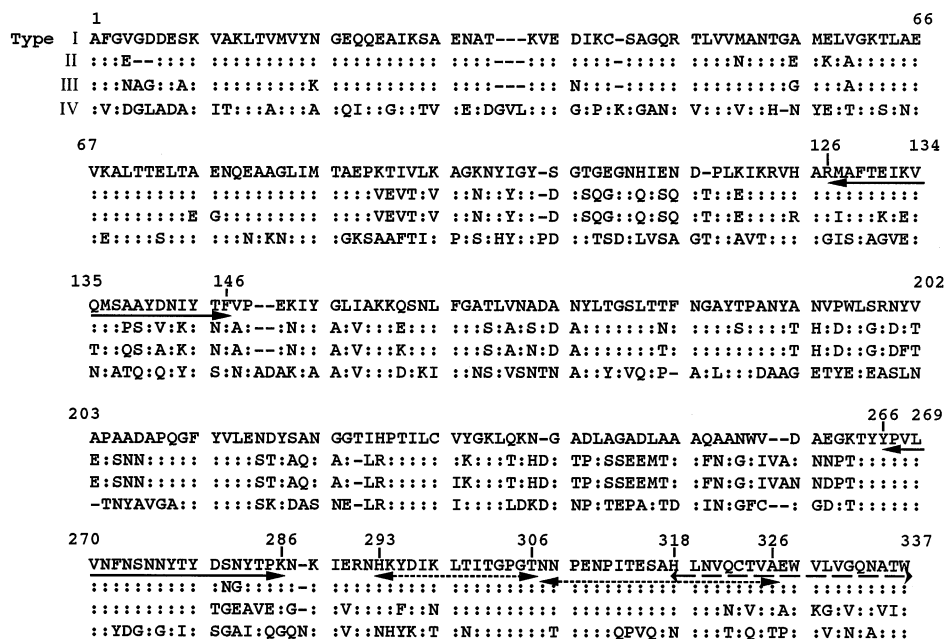 1 66
Type I AFGVGDDESK VAKLTVMVYN GEQQEAIKSA ENAT---KVE DIKC-SAGQR TLVVMANTGA MELVGKTLAE
II :::E--:::: :::::::::: :::::::::: ::::---::: ::::-::::: :::::N::::E :K:A::::::
III :::NAG::A: :::::::::K :::::::::: ::::---::: N:::-::::: :::::::::G :::A::::::
IV :V:DGLADA: IT:::A:::A :QI::G::TV :E:DGVL::: G:P:K:GAN: V:::V::H-N YE:T::S:N:
67 126 134
VKALTTELTA ENQEAAGLIM TAEPKTIVLK AGKNYIGY-S GTGEGNHIEN D-PLKIKRVH ARMAFTEIKV
:::::::::: :::::::::: :::::VEVT:V ::N::Y::-D :SQG::Q:SQ :T::E::::: ::::::::::
:::::::::E G::::::::: :::::VEVT:V ::N::Y::-D :SQG::Q:SQ :T::E::::R ::I:::K:E:
:E:::S:::: ::N:KN:::: :GKSAAFTI: P:S:HY::PD ::TSD:LVSA GT::AVT::: ::GIS:AGVE:
135 146 202
QMSAAYDNIY TFVP--EKIY GLIAKKQSNL FGATLVNADA NYLTGSLTTF NGAYTPANYA NVPWLSRNYV
:::PS:V:K: N:A:--:N:: A:V:::E::: :::S:A:S:D A::::::::N: ::::S::::T H:D::G:D:T
T::QS:A:K: N:A:--:N:: A:V:::K::: :::S:A:N:D A::::::T:: :::::::::T H:D::G:DFT
N:ATQ:Q:Y: S:N:ADAK:A A:V:::D:KI ::NS:VSNTN A::Y:VQ:P- A:L:::DAAG ETYE:EASLN
203 266 269
APAADAPQGF YVLENDYSAN GGTIHPTILC VYGKLQKN-G ADLAGADLAA AQAANWV--D AEGKTYYPVL
E:SNN::::: :::::ST:AQ: A:-LR::::: ::K:::T:HD: TP:SSEEMT: :FN:G:IVA: NNPT::::::
E:SNN::::: :::::ST:AQ: A:-LR::::: :IK:::T:HD: TP:SSEEMT: :FN:G:IVAN NDPT::::::
-TNYAVGA:: ::::SK:DAS NE-LR::::: :I:::LDKD: NP:TEPA:TD :IN:GFC--: GD:T::::::
270 286 293 306 318 326 337
VNFNSNNYTY DSNYTPKN-K IERNHKYDIK LTITGPGTNN PENPITESAH LNVQCTVAEW VLVGQNATW
:::::::::: ::NG::::: :::::::::: :::::::::: :::::::::: :::::::::: :::::::::
:::::::::: TGEAVE:G-: :V:::F::N: :::::::::: :::::::::: ::::N:V::A: KG:V::VI:
::YDG:G:I: SGAI:QGQN: :V::NHYK:T :N:::::::T :::QPVQ:N: :::T:Q:TP: :V:N:A:::